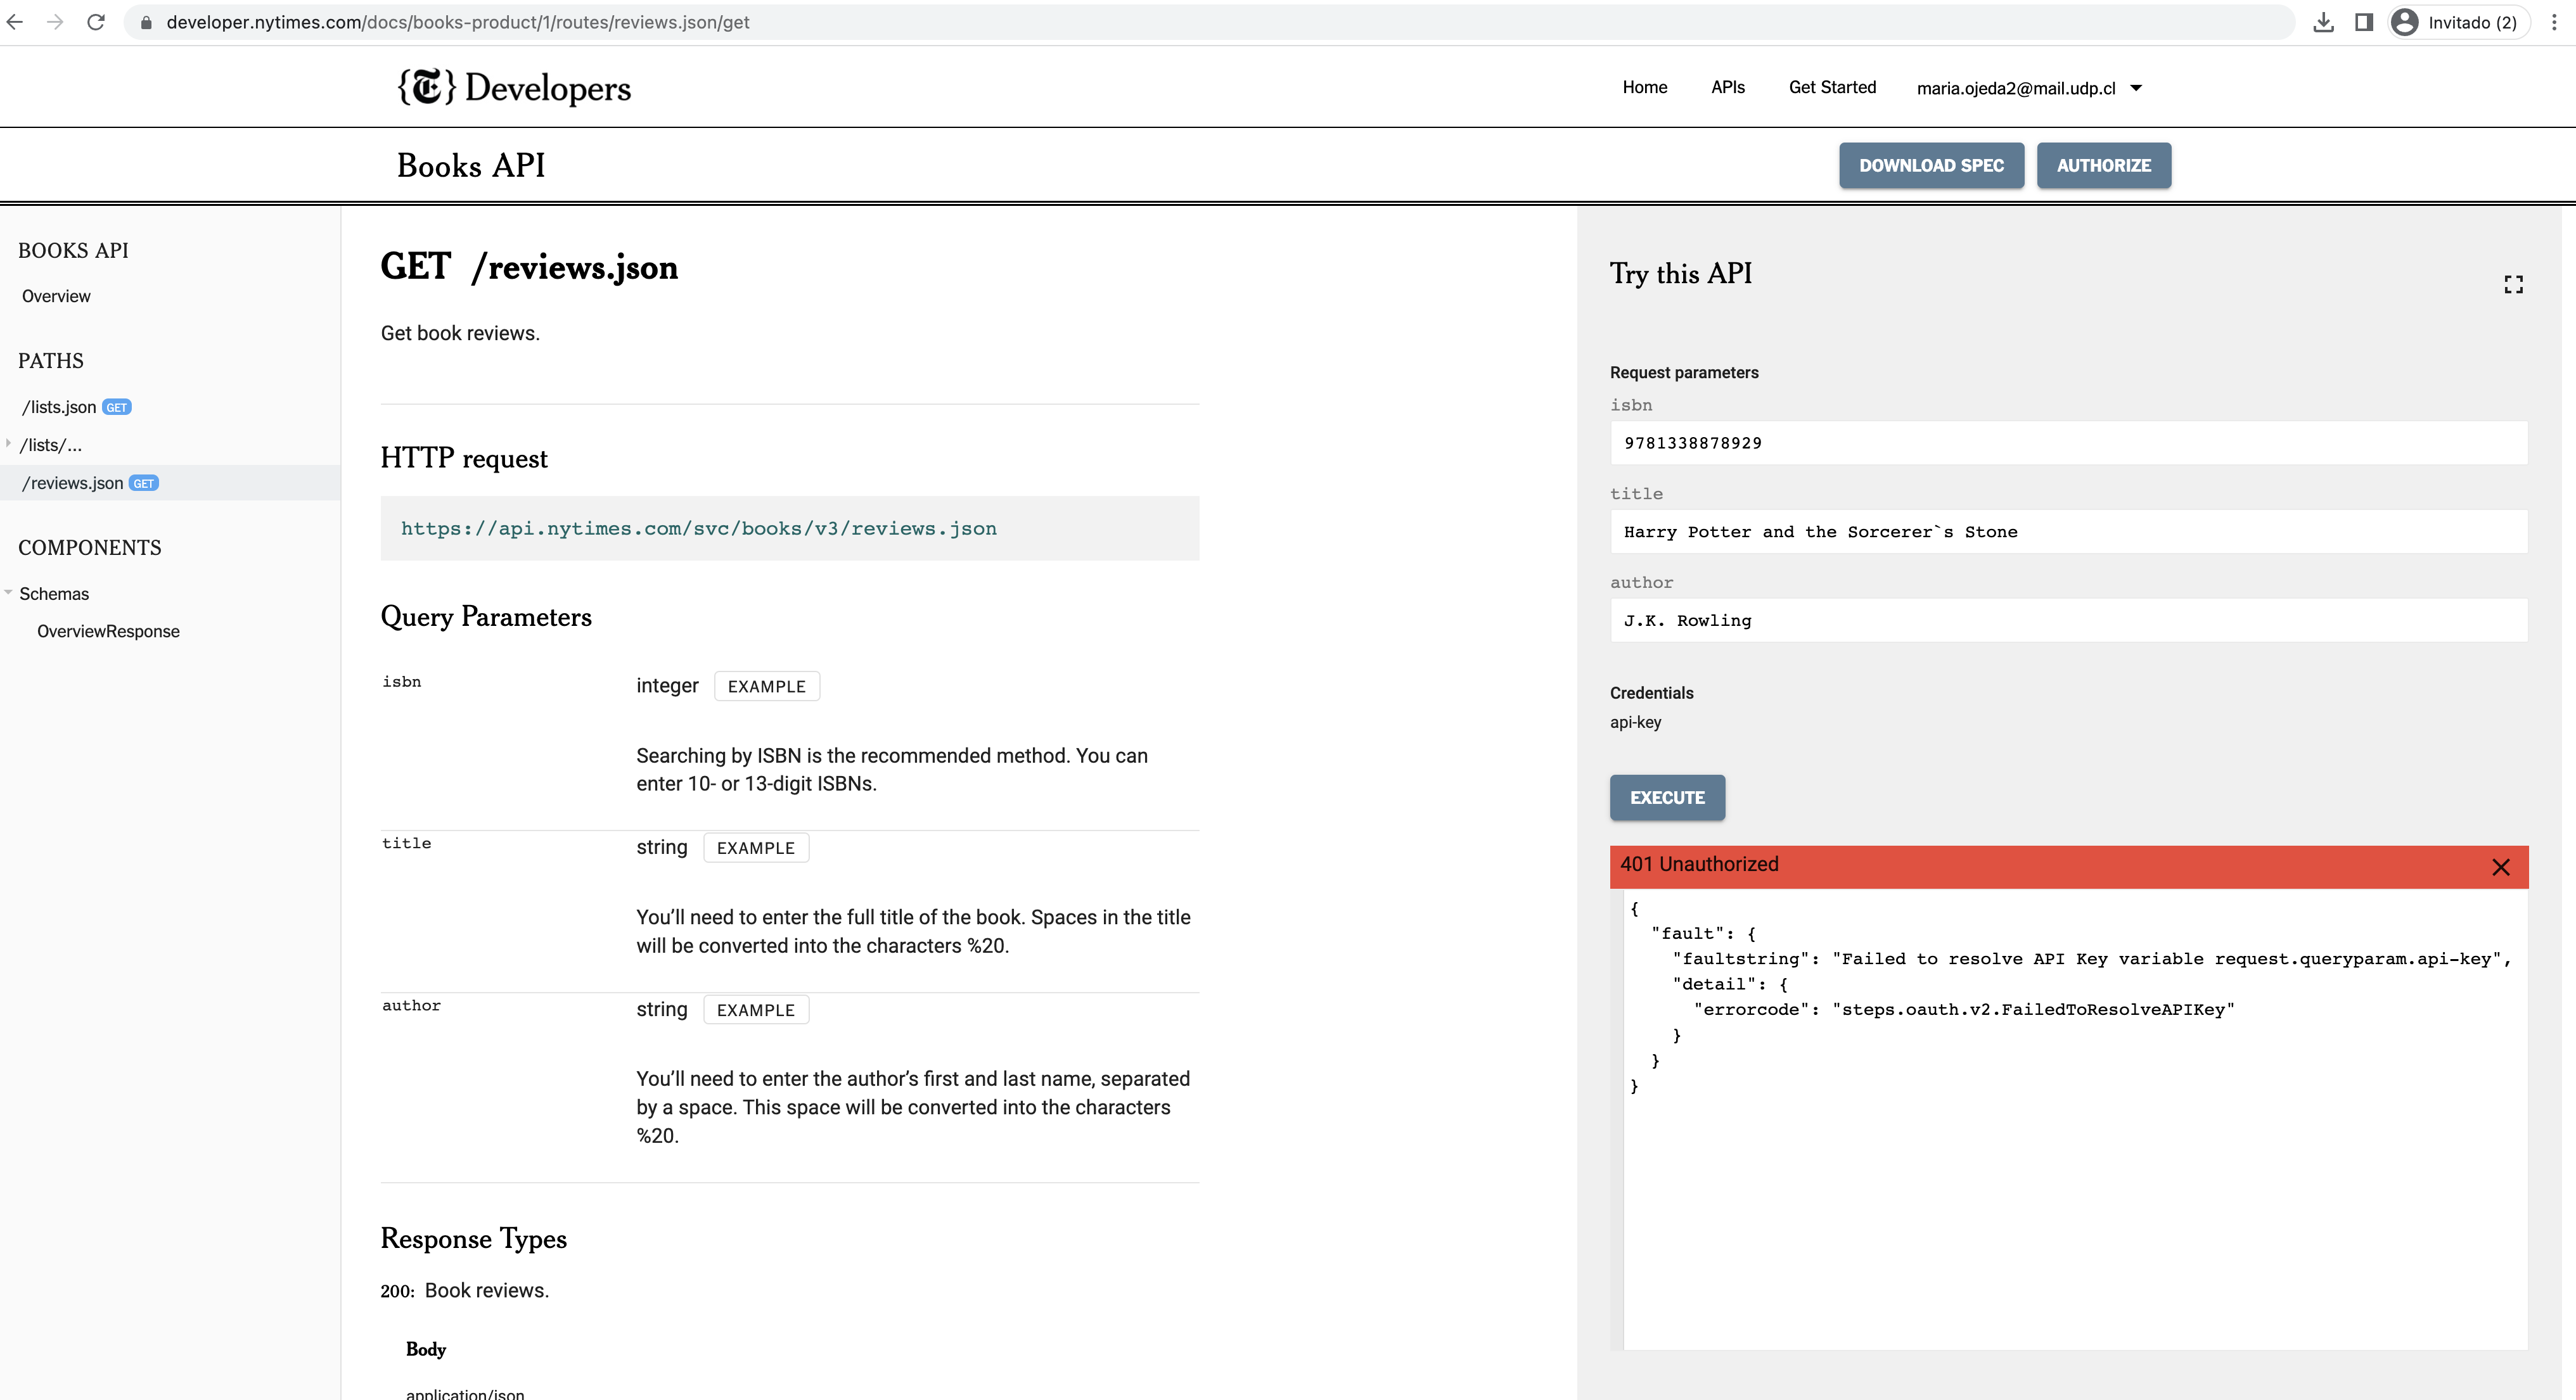 developer.nytimes.com/docs/books-product/1/routes/reviews.json/get
Invitado (2)
{T} Developers
Home
APIs
Get Started
maria.ojeda2@mail.udp.cl
Books API
DOWNLOAD SPEC
AUTHORIZE
BOOKS API
Overview
PATHS
/lists.json GET
/lists/...
/reviews.json GET
COMPONENTS
Schemas
OverviewResponse
GET /reviews.json
Get book reviews.
HTTP request
https://api.nytimes.com/svc/books/v3/reviews.json
Query Parameters
isbn
integer EXAMPLE
Searching by ISBN is the recommended method. You can
enter 10- or 13-digit ISBNs.
title
string EXAMPLE
You’ll need to enter the full title of the book. Spaces in the title
will be converted into the characters %20.
author
string EXAMPLE
You’ll need to enter the author’s first and last name, separated
by a space. This space will be converted into the characters
%20.
Response Types
200: Book reviews.
Body
application/json
Try this API
Request parameters
isbn
9781338878929
title
Harry Potter and the Sorcerer`s Stone
author
J.K. Rowling
Credentials
api-key
EXECUTE
401 Unauthorized
{
"fault": {
"faultstring": "Failed to resolve API Key variable request.queryparam.api-key",
"detail": {
"errorcode": "steps.oauth.v2.FailedToResolveAPIKey"
}
}
}